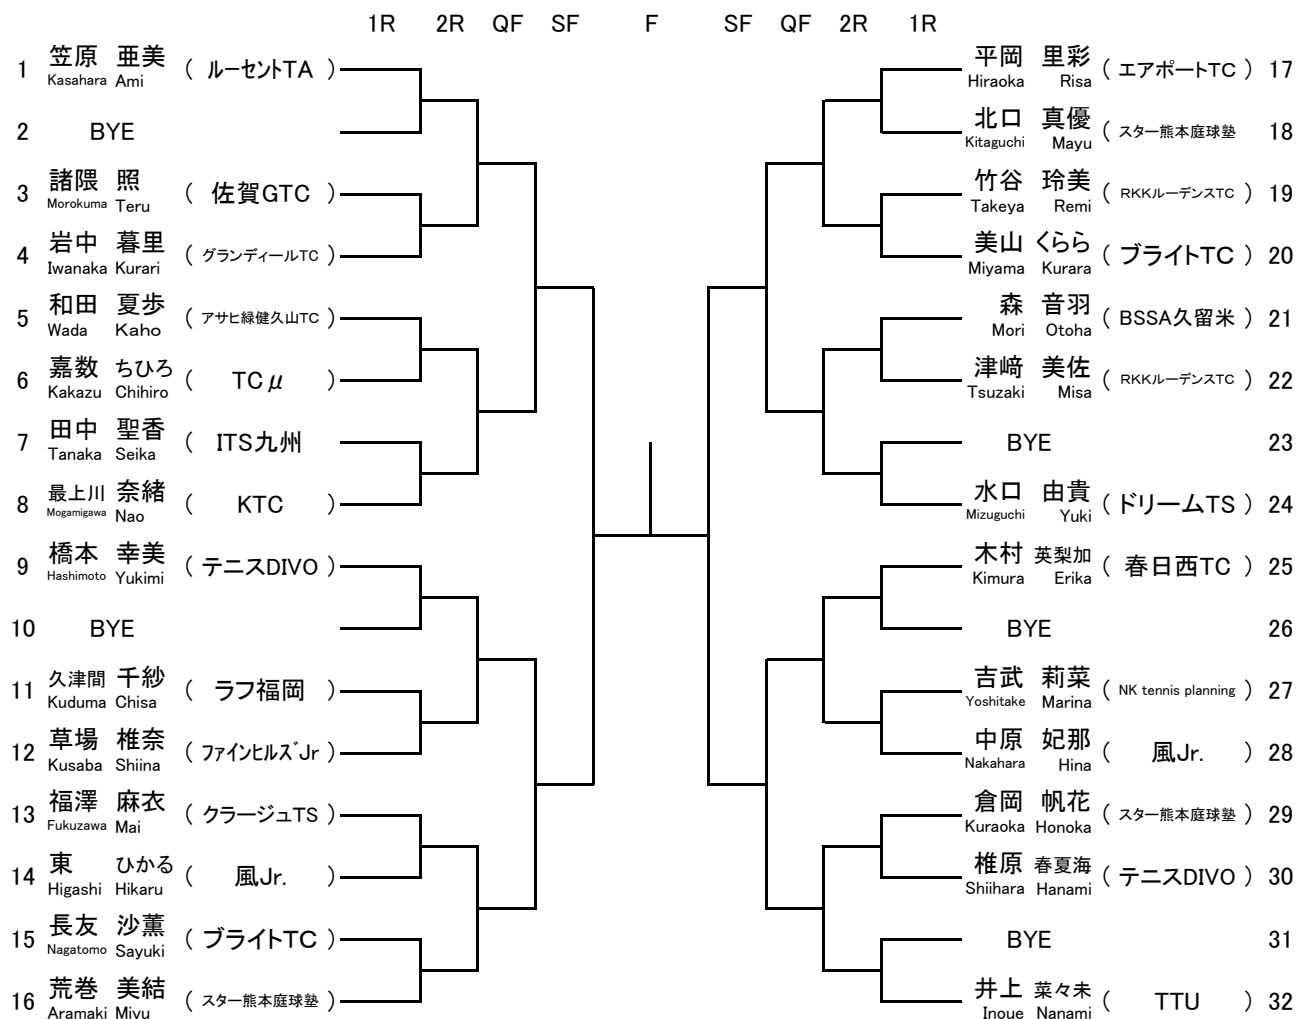 1R 2R QF SF F SF QF 2R 1R
1 笠原 亜美 ( ルーセントTA )
Kasahara Ami
2 BYE
3 諸隈 照 ( 佐賀GTC )
Morokuma Teru
4 岩中 暮里 ( グランディールTC )
Iwanaka Kurari
5 和田 夏歩 ( アサヒ緑健久山TC )
Wada Kaho
6 嘉数 ちひろ ( TCμ )
Kakazu Chihiro
7 田中 聖香 ( ITS九州 )
Tanaka Seika
8 最上川 奈緒 ( KTC )
Mogamigawa Nao
9 橋本 幸美 ( テニスDIVO )
Hashimoto Yukimi
10 BYE
11 久津間 千紗 ( ラフ福岡 )
Kuduma Chisa
12 草場 椎奈 ( ファインヒルズJr )
Kusaba Shiina
13 福澤 麻衣 ( クラージュTS )
Fukuzawa Mai
14 東 ひかる ( 風Jr. )
Higashi Hikaru
15 長友 沙薫 ( ブライトTC )
Nagatomo Sayuki
16 荒巻 美結 ( スター熊本庭球塾 )
Aramaki Miyu
平岡 里彩 ( エアポートTC ) 17
Hiraoka Risa
北口 真優 ( スター熊本庭球塾 18
Kitaguchi Mayu
竹谷 玲美 ( RKKルーデンスTC ) 19
Takeya Remi
美山 くらら ( ブライトTC ) 20
Miyama Kurara
森 音羽 ( BSSA久留米 ) 21
Mori Otoha
津﨑 美佐 ( RKKルーデンスTC ) 22
Tsuzaki Misa
BYE 23
水口 由貴 ( ドリームTS ) 24
Mizuguchi Yuki
木村 英梨加 ( 春日西TC ) 25
Kimura Erika
BYE 26
吉武 莉菜 ( NK tennis planning ) 27
Yoshitake Marina
中原 妃那 ( 風Jr. ) 28
Nakahara Hina
倉岡 帆花 ( スター熊本庭球塾 ) 29
Kuraoka Honoka
椎原 春夏海 ( テニスDIVO ) 30
Shiihara Hanami
BYE 31
井上 菜々未 ( TTU ) 32
Inoue Nanami